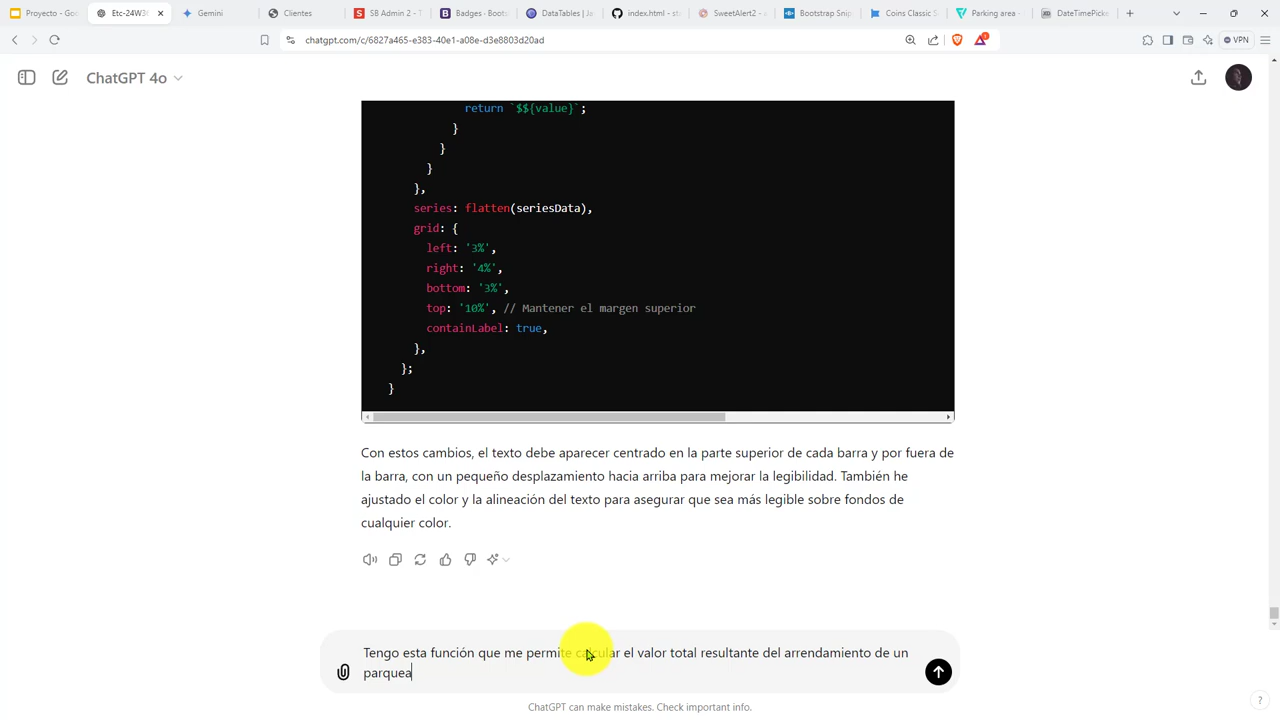 Proyecto - Goo
Etc-24W3(
Gemini
Clientes
SB Admin 2 - T
Badges · Boots
DataTables | Ja
index.html - sta
SweetAlert2 - a
Bootstrap Snip
Coins Classic S
Parking area -
DateTimePicke
chatgpt.com/c/6827a465-e383-40e1-a08e-d3e8803d20ad
VPN
ChatGPT 4o
return `$${value}`;
}
}
}
},
series: flatten(seriesData),
grid: {
left: '3%',
right: '4%',
bottom: '3%',
top: '10%', // Mantener el margen superior
containLabel: true,
},
};
}
Con estos cambios, el texto debe aparecer centrado en la parte superior de cada barra y por fuera de
la barra, con un pequeño desplazamiento hacia arriba para mejorar la legibilidad. También he
ajustado el color y la alineación del texto para asegurar que sea más legible sobre fondos de
cualquier color.
Tengo esta función que me permite calcular el valor total resultante del arrendamiento de un
parquea
ChatGPT can make mistakes. Check important info.
?